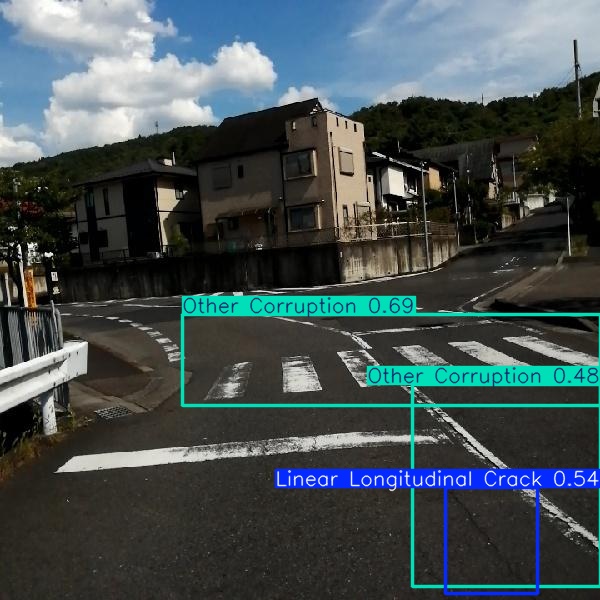 Other Corruption 0.69
Other Corruption 0.48
Linear Longitudinal Crack 0.54